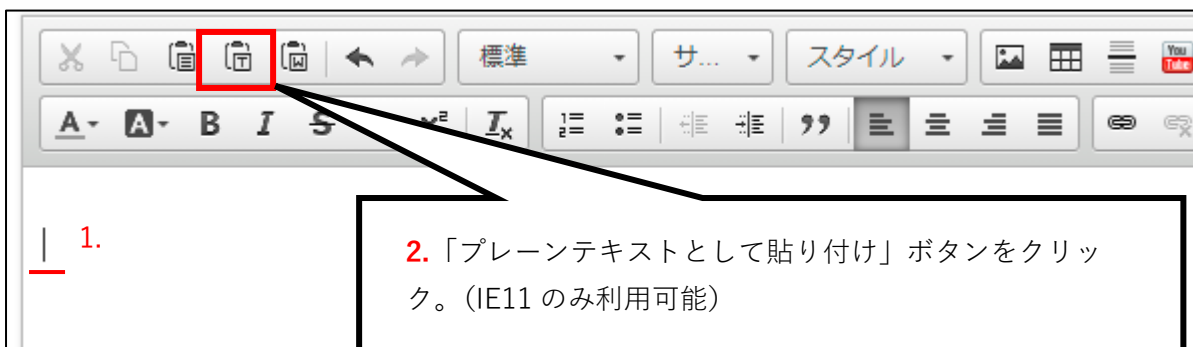 標準 サ... スタイル You Tube
1.
2.「プレーンテキストとして貼り付け」ボタンをクリッ
ク。（IE11 のみ利用可能）